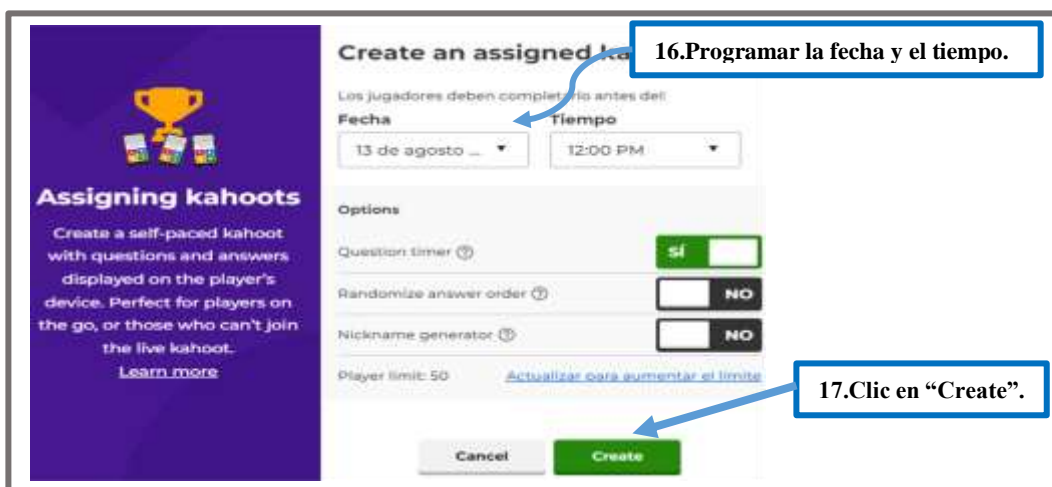 Create an assigned ka
16.Programar la fecha y el tiempo.
Los jugadores deben completarlo antes del:
Fecha
Tiempo
13 de agosto ...
12:00 PM
Assigning kahoots
Create a self-paced kahoot
with questions and answers
displayed on the player's
device. Perfect for players on
the go, or those who can't join
the live kahoot.
Learn more
Options
Question timer
SÍ
Randomize answer order
NO
Nickname generator
NO
Player limit: 50
Actualizar para aumentar el límite
17.Clic en “Create”.
Cancel
Create